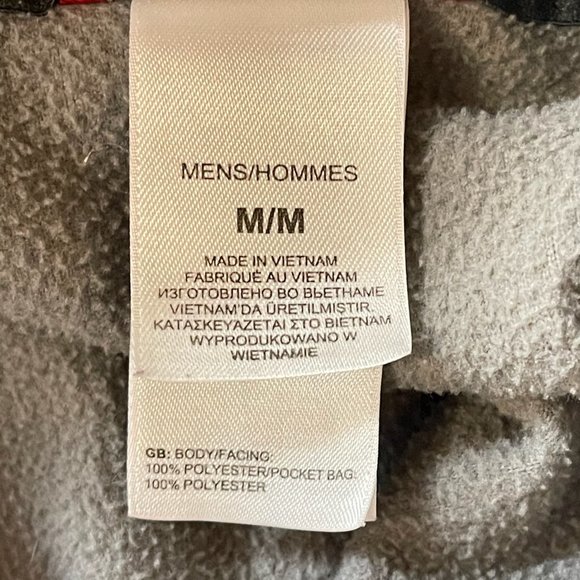 MENS/HOMMES
M/M
MADE IN VIETNAM
FABRIQUÉ AU VIETNAM
ИЗГОТОВЛЕНО ВО ВЬЕТНАМЕ
VIETNAM'DA ÜRETILMISTIR.
ΚΑΤΑΣΚΕΥΑΖΕΤΑΙ ΣΤΟ ΒΙΕΤΝΑΜ
WYPRODUKOWANO W
WIETNAMIE
GB: BODY/FACING:
100% POLYESTER/POCKET BAG:
100% POLYESTER